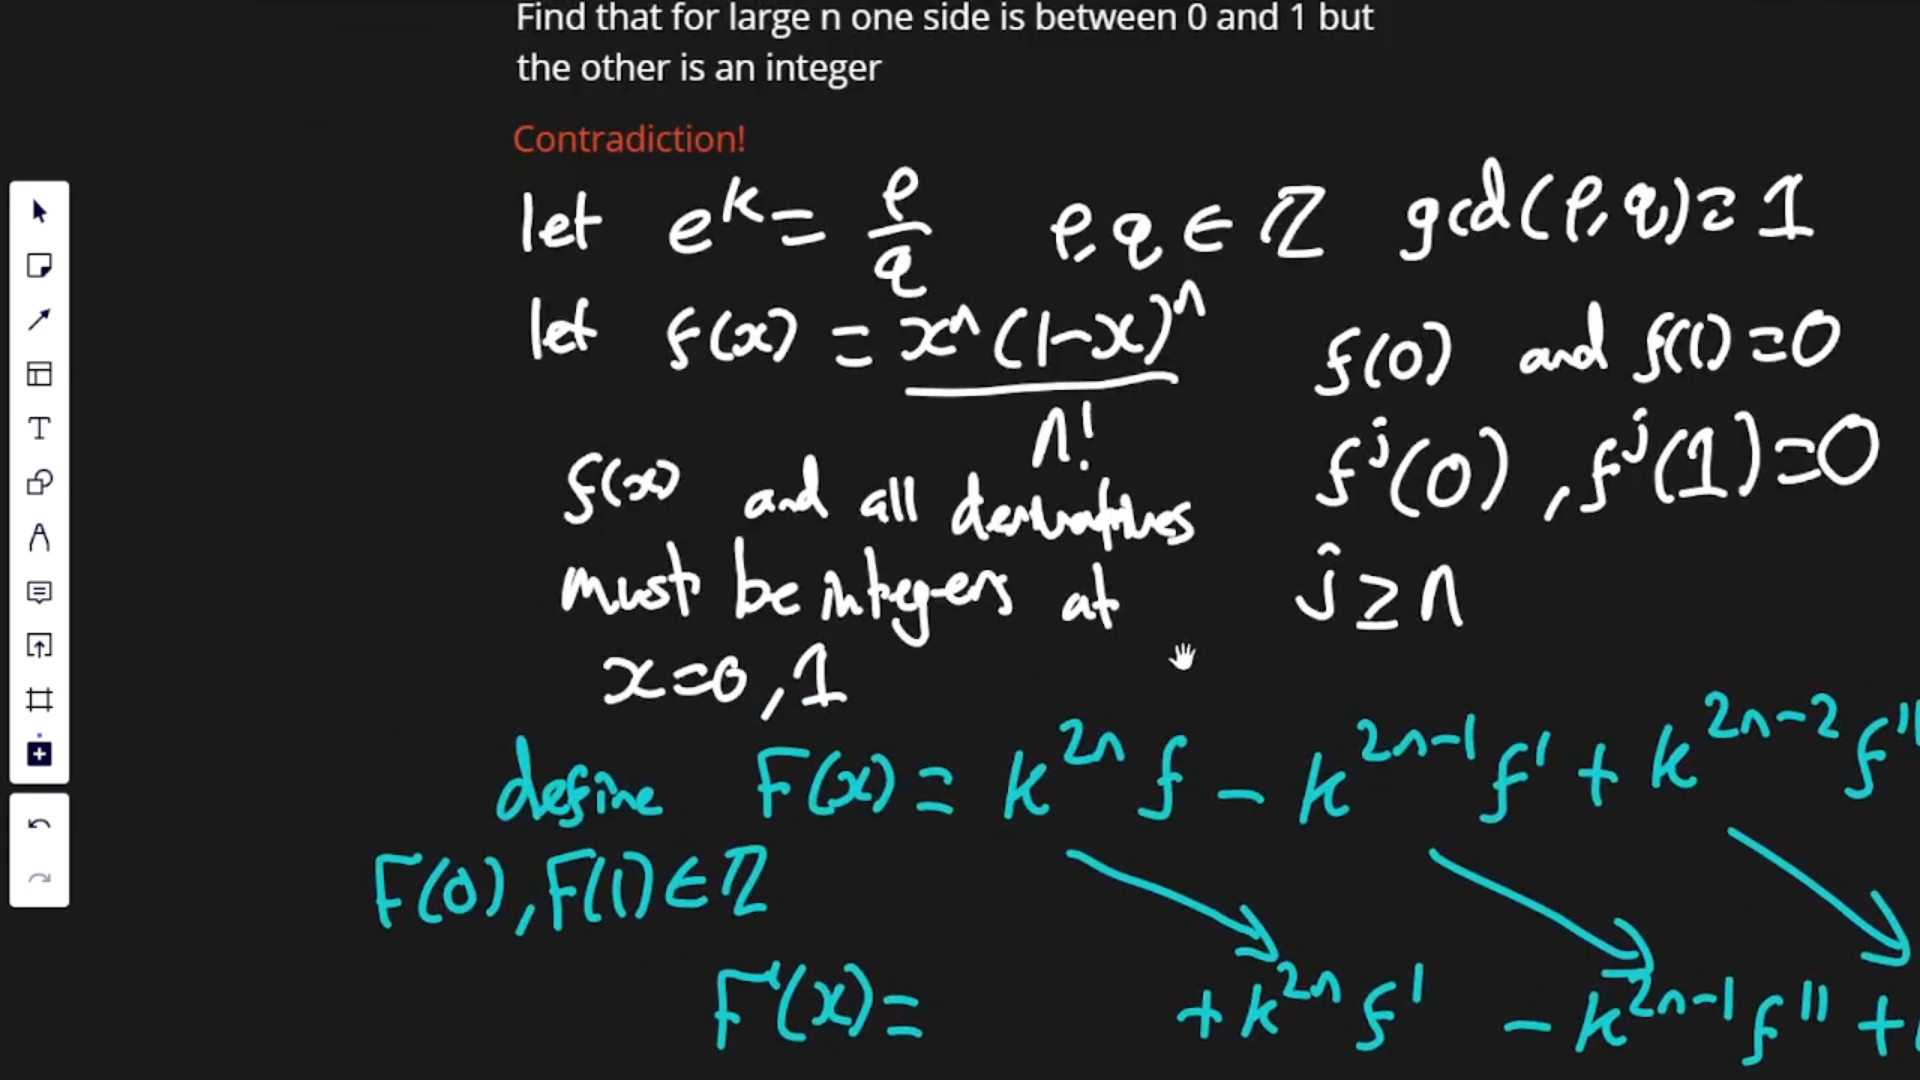 Find that for large n one side is between 0 and 1 but
the other is an integer
Contradiction!
let e^k = p/q p,q ∈ ℤ gcd(p,q) = 1
let f(x) = x^n (1-x)^n / n! f(0) and f(1) = 0
f^j(0), f^j(1) = 0
f(x) and all derivatives
must be integers at j ≥ n
x=0,1
define F(x) = k^{2n} f - k^{2n-1} f' + k^{2n-2} f''
F(0), F(1) ∈ ℤ
F'(x) = + k^{2n} f' - k^{2n-1} f'' +